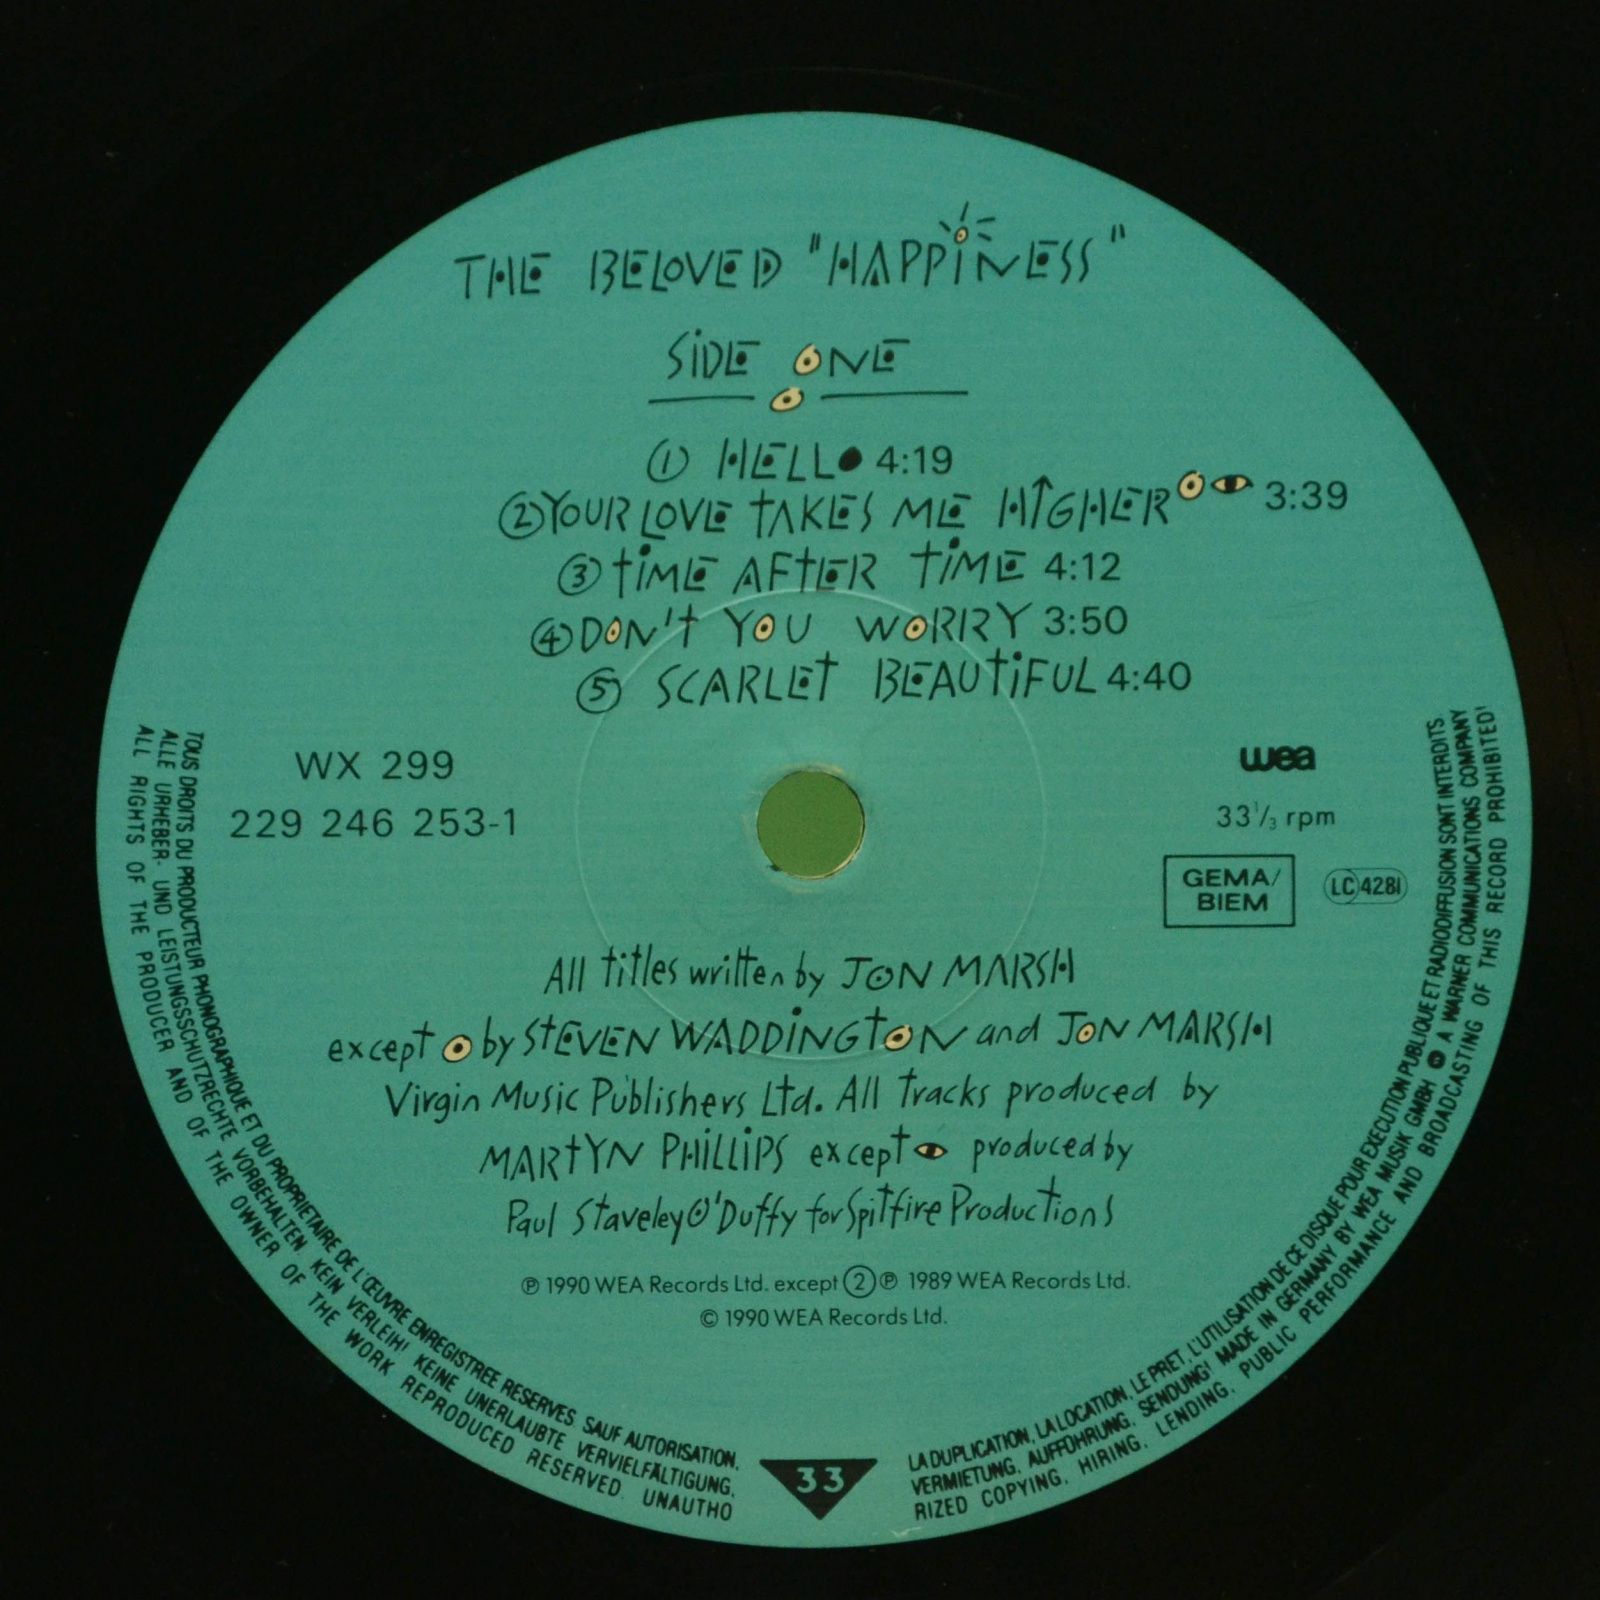 THE BELOVED "HAPPiNESS"
SiDE ONE
① HELLO 4:19
② YOUR LOVE TAKES ME HIGHER 3:39
③ TiME AFTER TiME 4:12
④ DON'T YOU WORRY 3:50
⑤ SCARLET BEAUTiFUL 4:40
WX 299
229 246 253-1
wea
33 1/3 rpm
GEMA/
BIEM
LC 4281
All titles written by JON MARSH
except by STEVEN WADDiNGTON and JON MARSH
Virgin Music Publishers Ltd. All Tracks produced by
MARTYN PHiLLiPS except produced by
Paul Staveley O'Duffy for Spitfire Productions
℗ 1990 WEA Records Ltd. except ② ℗ 1989 WEA Records Ltd.
© 1990 WEA Records Ltd.
TOUS DROITS DU PRODUCTEUR PHONOGRAPHIQUE ET DU PROPRIETAIRE DE L'ŒUVRE ENREGISTREE RESERVES SAUF AUTORISATION,
ALLE URHEBER- UND LEISTUNGSSCHUTZRECHTE VORBEHALTEN. KEIN VERLEIH! KEINE UNERLAUBTE VERVIELFÄLTIGUNG,
ALL RIGHTS OF THE PRODUCER AND OF THE OWNER OF THE WORK REPRODUCED RESERVED. UNAUTHO
33
LA DUPLICATION, LA LOCATION, LE PRET, L'UTILISATION DE CE DISQUE POUR EXECUTION PUBLIQUE ET RADIODIFFUSION SONT INTERDITS
VERMIETUNG, AUFFÜHRUNG, SENDUNG! MADE IN GERMANY BY WEA MUSIK GMBH A WARNER COMMUNICATIONS COMPANY
RIZED COPYING, HIRING, LENDING, PUBLIC PERFORMANCE AND BROADCASTING OF THIS RECORD PROHIBITED!